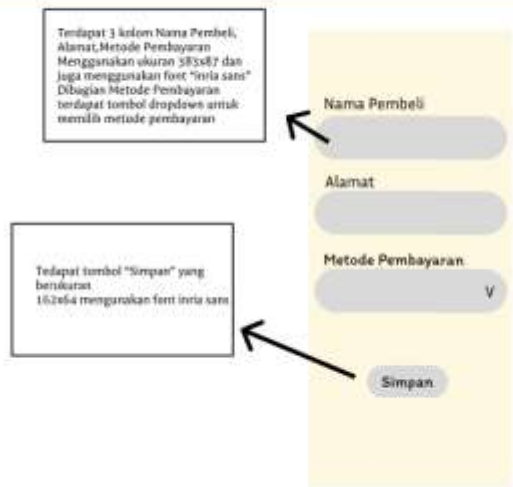 Terdapat 3 kolom Nama Pembeli,
Alamat,Metode Pembayaran
Menggunakan ukuran 383x87 dan
juga menggunakan font "inria sans"
Dibagian Metode Pembayaran
terdapat tombol dropdown untuk
memilih metode pembayaran
Nama Pembeli
Alamat
Metode Pembayaran
V
Tedapat tombol "Simpan" yang
berukuran
162x64 mengunakan font inria sans
Simpan